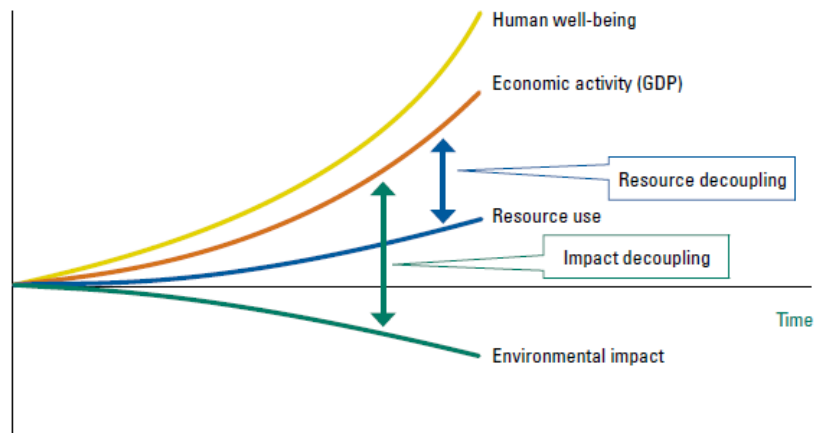 Human well-being
Economic activity (GDP)
Resource decoupling
Resource use
Impact decoupling
Time
Environmental impact